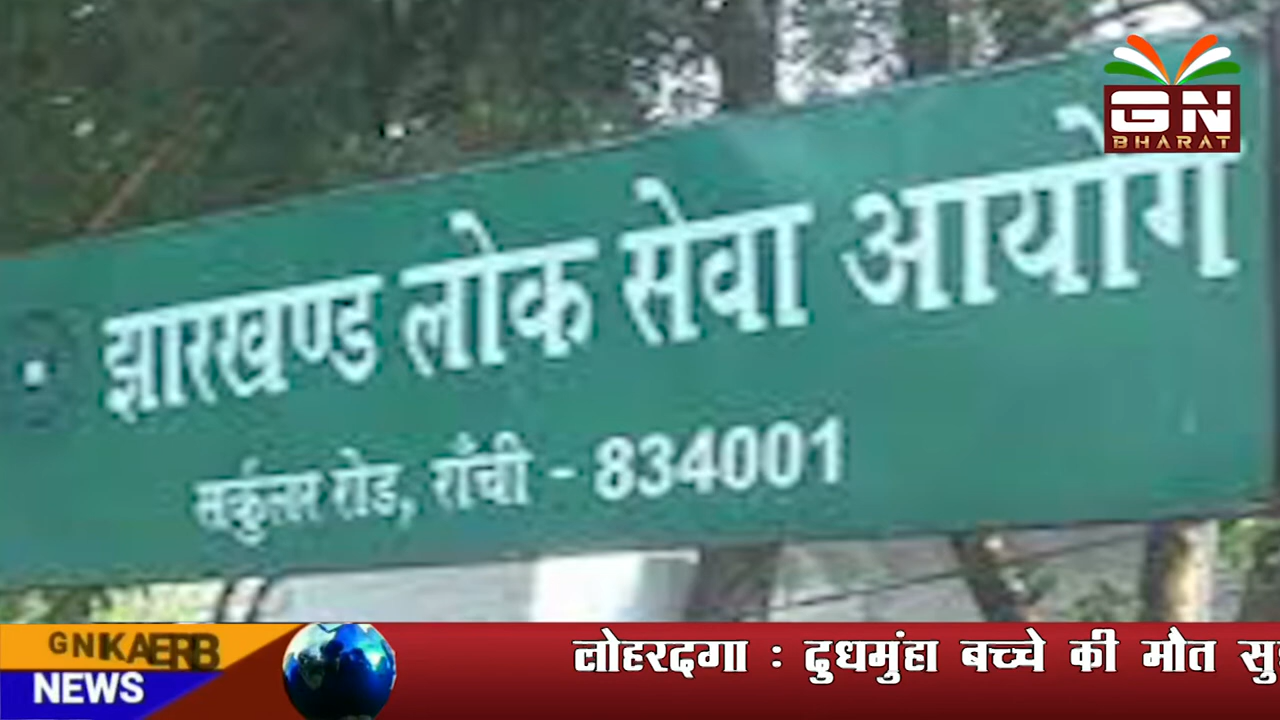 GN
BHARAT
झारखण्ड लोक सेवा आयोग
सर्कुलर रोड, राँची - 834001
NEWS
लोहरदगा : दुधमुंहा बच्चे की मौत